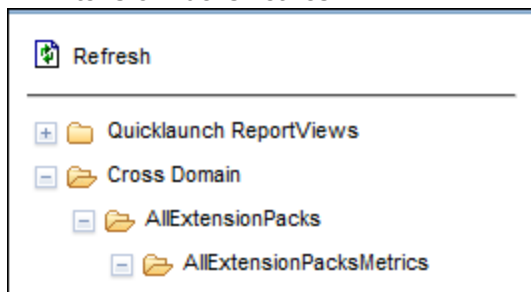 Refresh
Quicklaunch ReportViews
Cross Domain
AllExtensionPacks
AllExtensionPacksMetrics